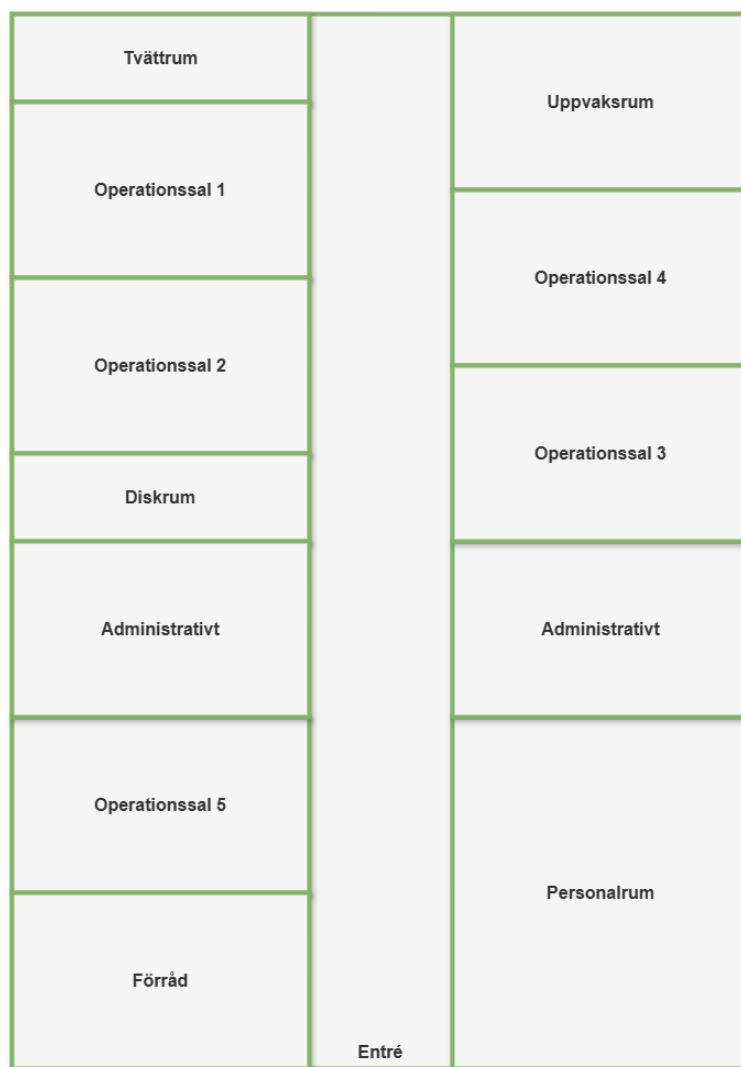 Tvättrum
Uppvaksrum
Operationssal 1
Operationssal 4
Operationssal 2
Operationssal 3
Diskrum
Administrativt
Administrativt
Operationssal 5
Personalrum
Förråd
Entré